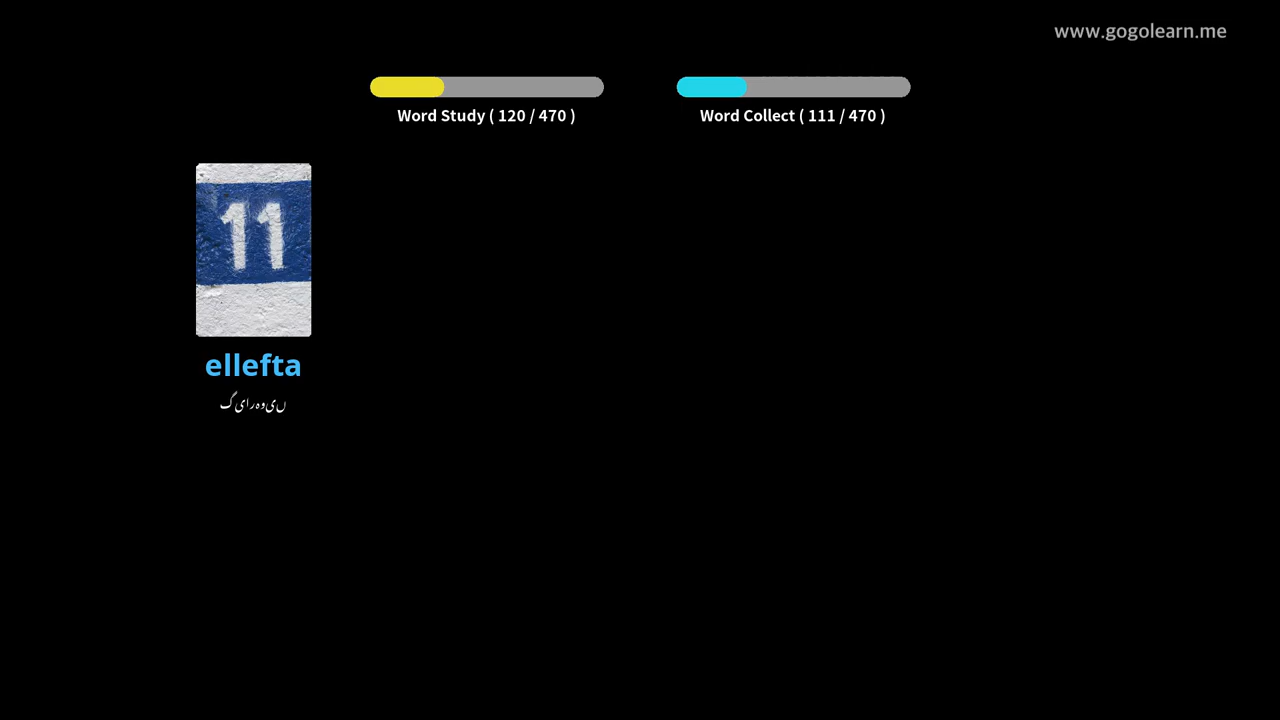 www.gogolearn.me
Word Study ( 120 / 470 )
Word Collect ( 111 / 470 )
11
ellefta
گیارہویں